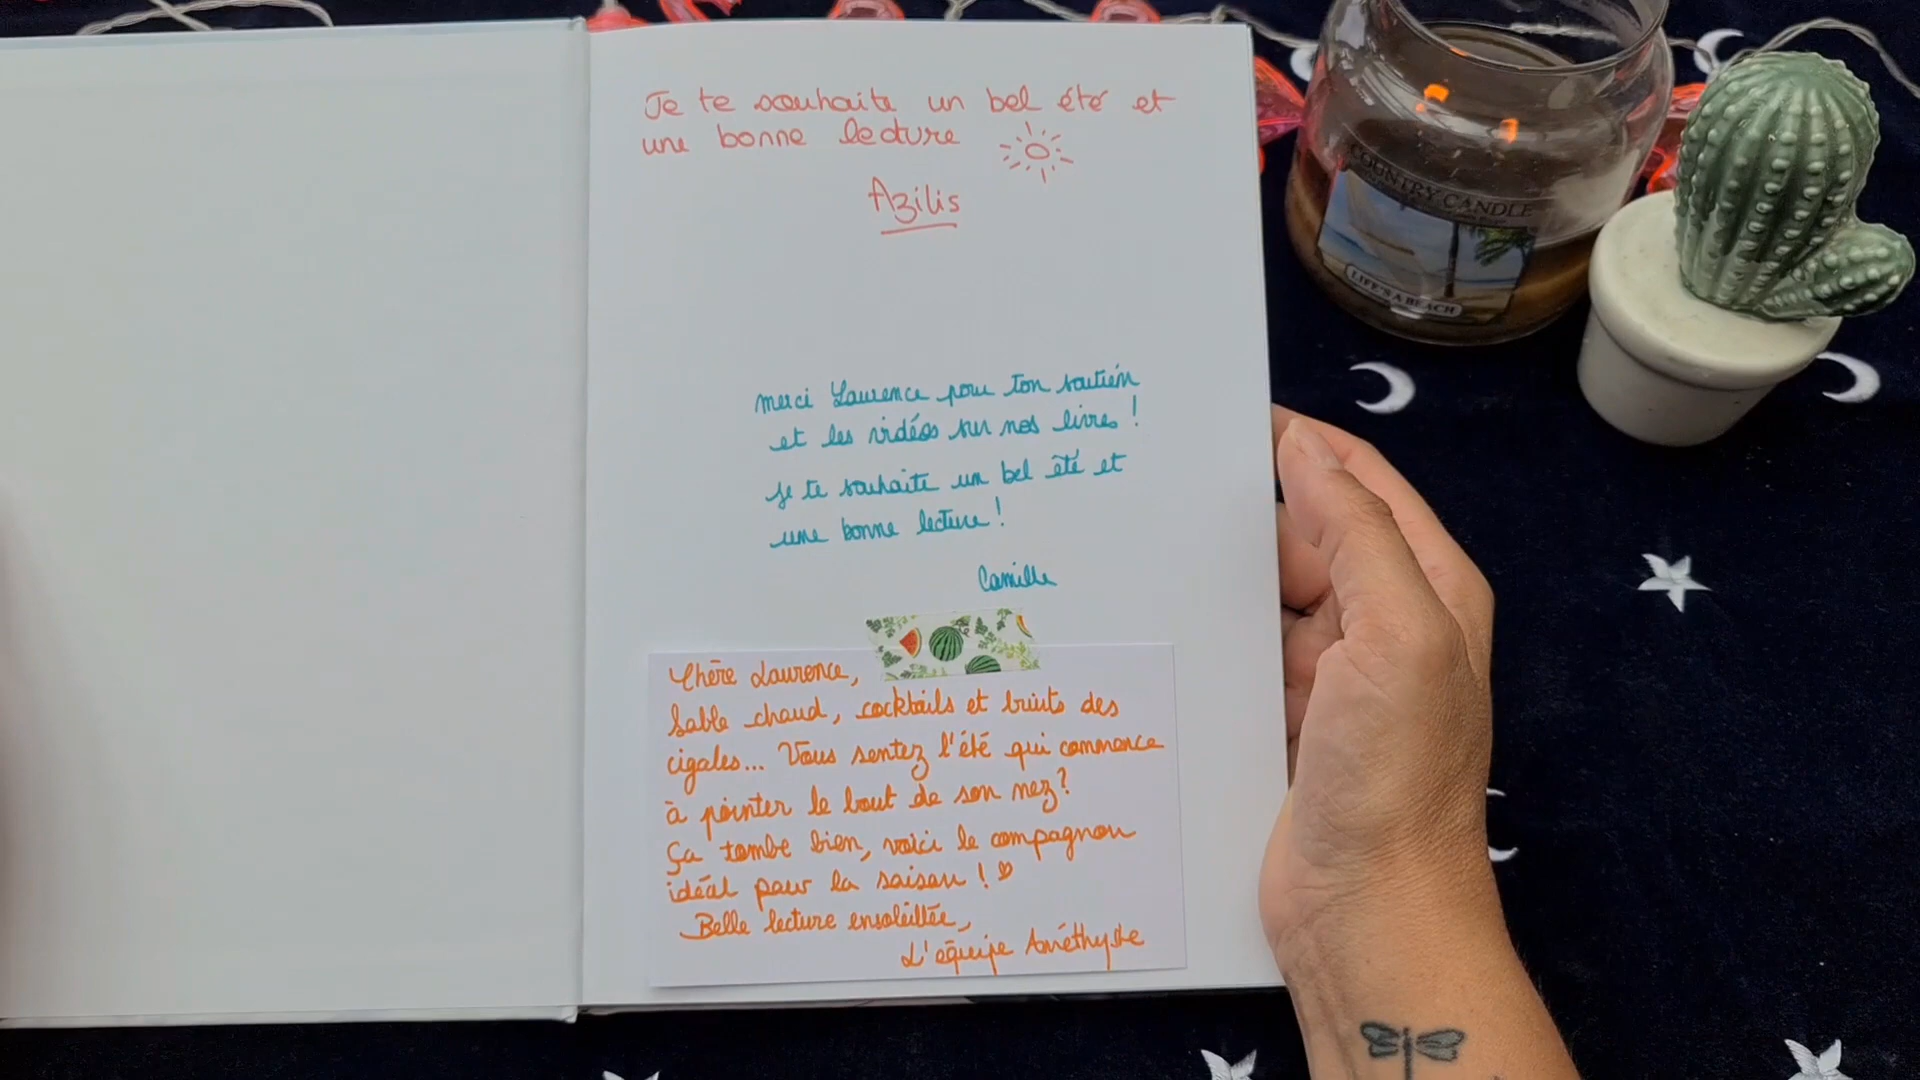 Je te souhaite un bel été et
une bonne lecture
Azilis
merci Laurence pour ton soutien
et les vidéos sur nos livres !
je te souhaite un bel été et
une bonne lecture !
Camille
Chère Laurence,
Sable chaud, cocktails et bruits des
cigales... Vous sentez l'été qui commence
à pointer le bout de son nez ?
Ça tombe bien, voici le compagnon
idéal pour la saison ! ♡
Belle lecture ensoleillée,
L'équipe Améthyste
COUNTRY CANDLE
LIFE'S A BEACH